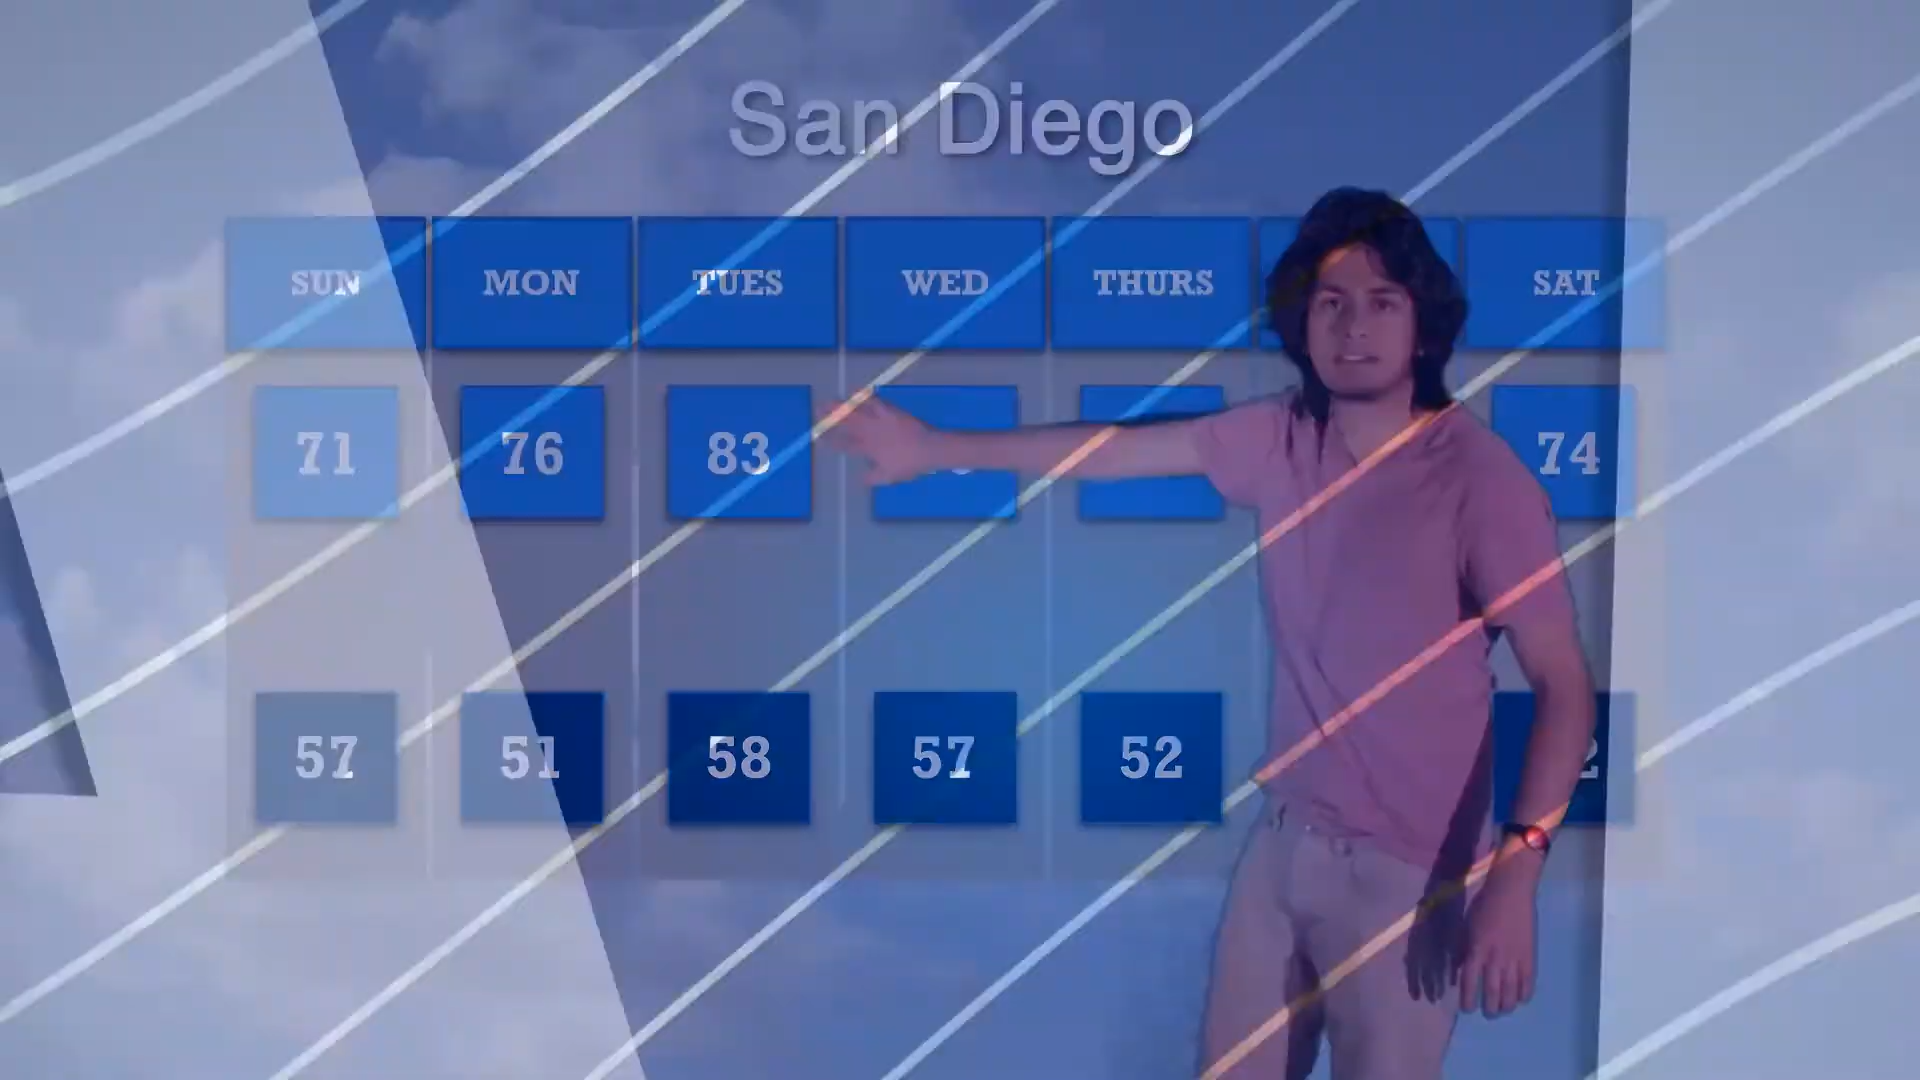 San Diego
SUN MON TUES WED THURS SAT
71 76 83 74
57 51 58 57 52